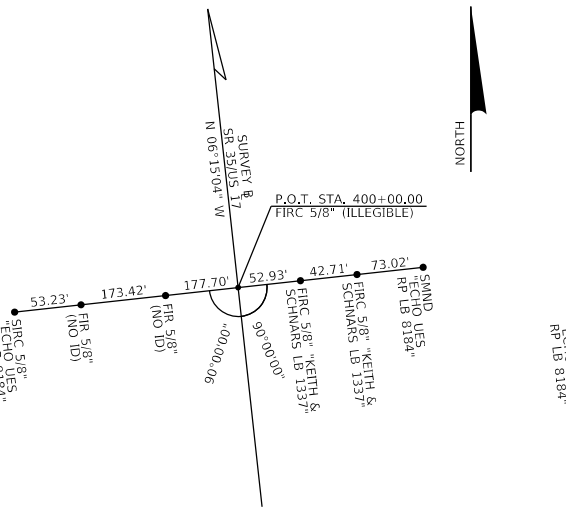 SURVEY ℄
SR 35/US 17
N 06°15'04" W
NORTH
P.O.T. STA. 400+00.00
FIRC 5/8" (ILLEGIBLE)
53.23'
173.42'
177.70'
52.93'
42.71'
73.02'
90°00'00"
90°00'00"
SIRC 5/8"
"ECHO UES
8184"
FIR 5/8"
(NO ID)
FIR 5/8"
(NO ID)
FIRC 5/8" "KEITH &
SCHNARS LB 1337"
FIRC 5/8" "KEITH &
SCHNARS LB 1337"
SMND
"ECHO UES
RP LB 8184"
RP LB 8184"